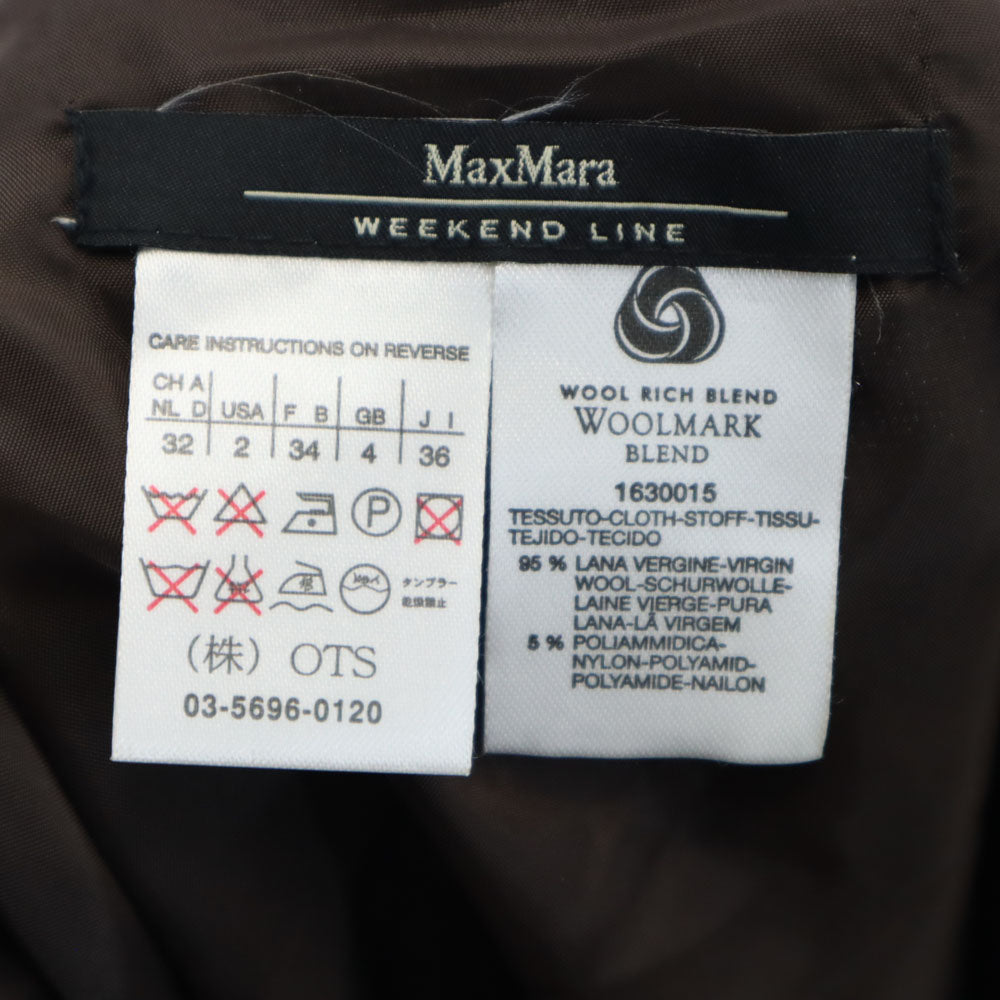 MaxMara
WEEKEND LINE
CARE INSTRUCTIONS ON REVERSE
CH A
NL D USA F B GB J I
32 2 34 4 36
P
タンブラー
乾燥禁止
(株) OTS
03-5696-0120
WOOL RICH BLEND
WOOLMARK
BLEND
1630015
TESSUTO-CLOTH-STOFF-TISSU-
TEJIDO-TECIDO
95 % LANA VERGINE-VIRGIN
WOOL-SCHURWOLLE-
LAINE VIERGE-PURA
LANA-LÃ VIRGEM
5 % POLIAMMIDICA-
NYLON-POLYAMID-
POLYAMIDE-NAILON